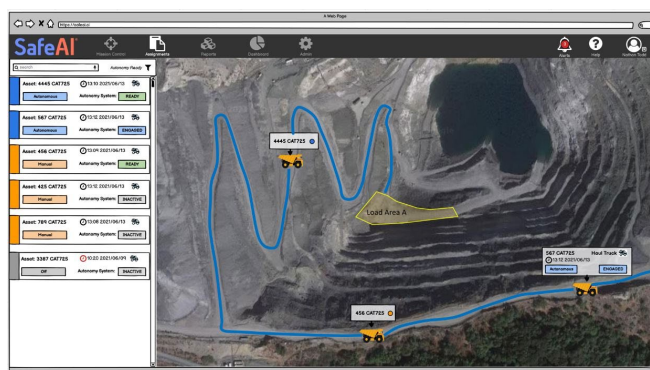 A Web Page
https://safeai.ai
SafeAI
Mission Control
Assignments
Reports
Dashboard
Admin
Alerts
Help
search
Autonomy Ready
Asset: 4445 CAT725
13:10 2021/06/13
Autonomous
Autonomy System:
READY
Asset: 567 CAT725
13:12 2021/06/13
Autonomous
Autonomy System:
ENGAGED
Asset: 456 CAT725
13:09 2021/06/13
Manual
Autonomy System:
READY
Asset: 425 CAT725
13:12 2021/06/13
Manual
Autonomy System:
INACTIVE
Asset: 789 CAT725
13:08 2021/06/13
Manual
Autonomy System:
INACTIVE
Asset: 3387 CAT725
10:20 2021/06/09
Off
Autonomy System:
INACTIVE
4445 CAT725
Load Area A
567 CAT725 Haul Truck
13:12 2021/06/13
Autonomous
ENGAGED
456 CAT725